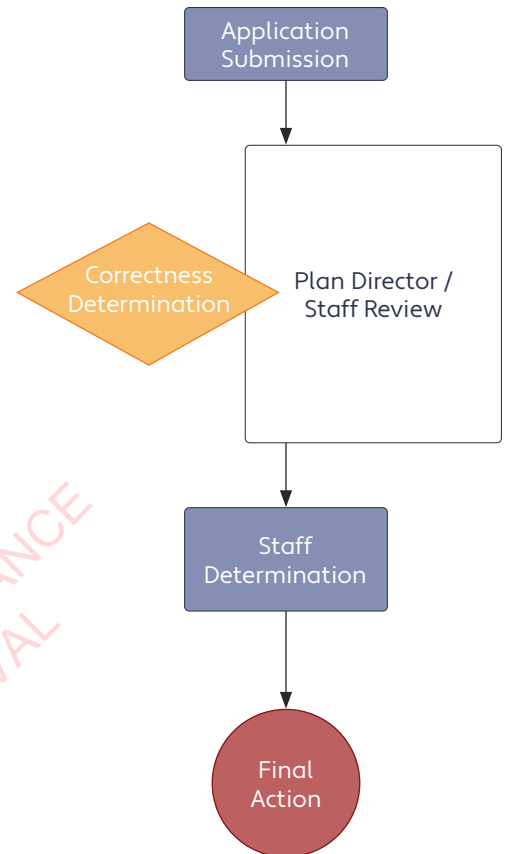 Application
Submission
Correctness
Determination
Plan Director /
Staff Review
Staff
Determination
Final
Action